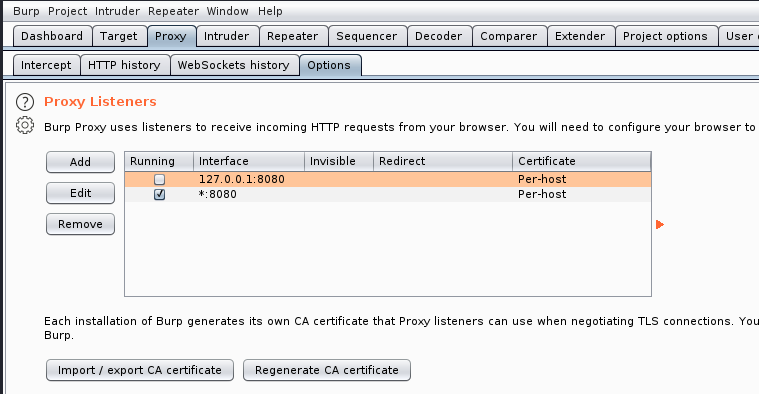 Burp Project Intruder Repeater Window Help
Dashboard Target Proxy Intruder Repeater Sequencer Decoder Comparer Extender Project options User
Intercept HTTP history WebSockets history Options
? Proxy Listeners
Burp Proxy uses listeners to receive incoming HTTP requests from your browser. You will need to configure your browser to
Add Running Interface Invisible Redirect Certificate
127.0.0.1:8080 Per-host
Edit *:8080 Per-host
Remove
Each installation of Burp generates its own CA certificate that Proxy listeners can use when negotiating TLS connections. You
Burp.
Import / export CA certificate Regenerate CA certificate